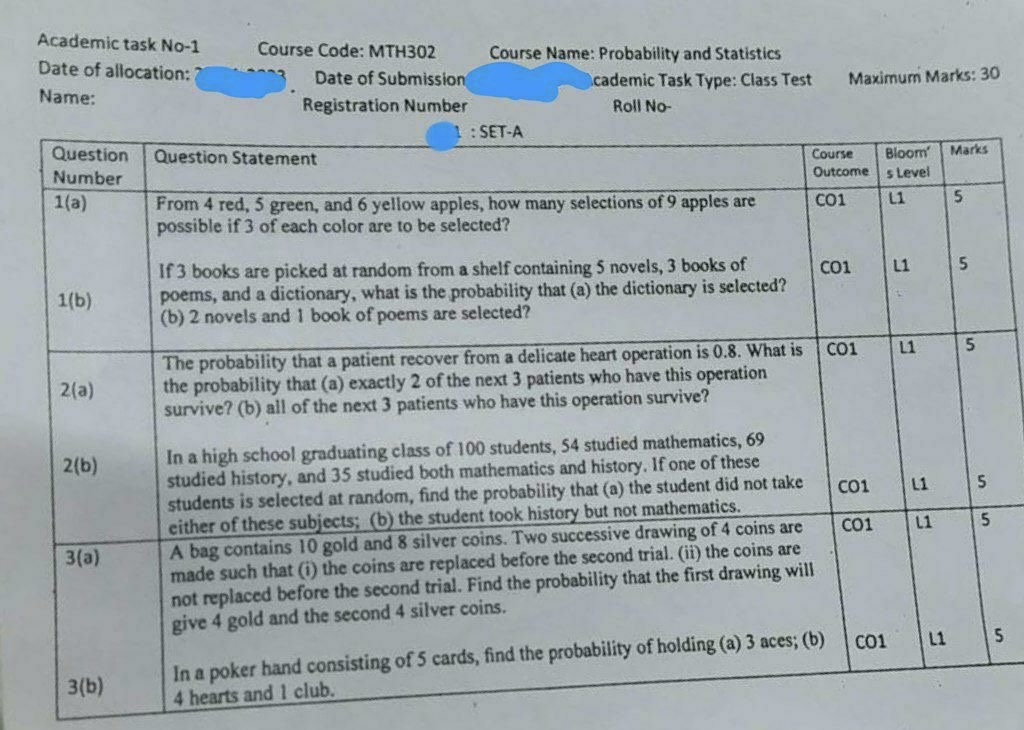 Academic task No-1 Course Code: MTH302 Course Name: Probability and Statistics
Date of allocation: Date of Submission Academic Task Type: Class Test Maximum Marks: 30
Name: Registration Number Roll No-
1 : SET-A
Question Number Question Statement Course Outcome Bloom' s Level Marks
1(a) From 4 red, 5 green, and 6 yellow apples, how many selections of 9 apples are CO1 L1 5
possible if 3 of each color are to be selected?
If 3 books are picked at random from a shelf containing 5 novels, 3 books of CO1 L1 5
1(b) poems, and a dictionary, what is the probability that (a) the dictionary is selected?
(b) 2 novels and 1 book of poems are selected?
The probability that a patient recover from a delicate heart operation is 0.8. What is CO1 L1 5
2(a) the probability that (a) exactly 2 of the next 3 patients who have this operation
survive? (b) all of the next 3 patients who have this operation survive?
2(b) In a high school graduating class of 100 students, 54 studied mathematics, 69
studied history, and 35 studied both mathematics and history. If one of these
students is selected at random, find the probability that (a) the student did not take CO1 L1 5
either of these subjects; (b) the student took history but not mathematics.
3(a) A bag contains 10 gold and 8 silver coins. Two successive drawing of 4 coins are CO1 L1 5
made such that (i) the coins are replaced before the second trial. (ii) the coins are
not replaced before the second trial. Find the probability that the first drawing will
give 4 gold and the second 4 silver coins.
In a poker hand consisting of 5 cards, find the probability of holding (a) 3 aces; (b) CO1 L1 5
3(b) 4 hearts and 1 club.